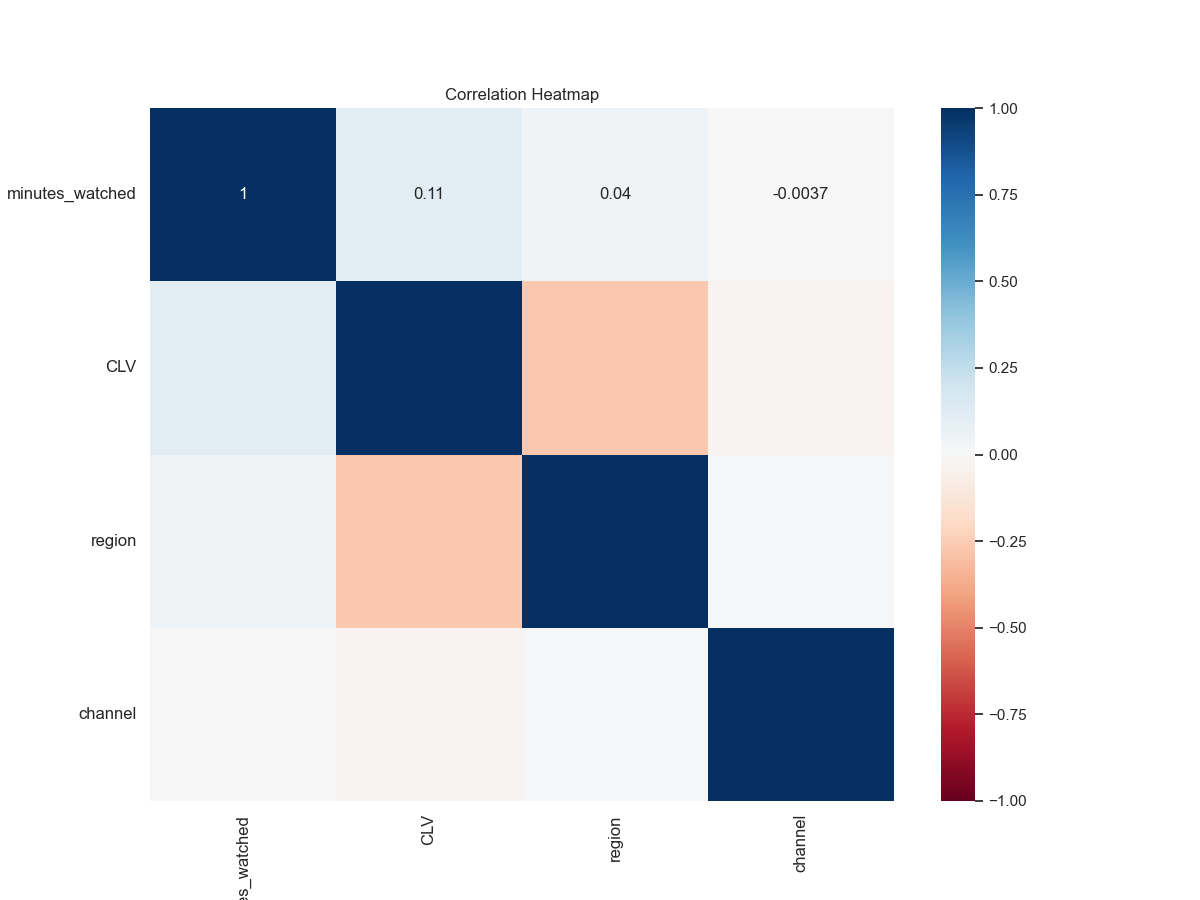 Correlation Heatmap
minutes_watched
1
0.11
0.04
-0.0037
CLV
region
channel
es_watched
CLV
region
channel
1.00
0.75
0.50
0.25
0.00
−0.25
−0.50
−0.75
−1.00